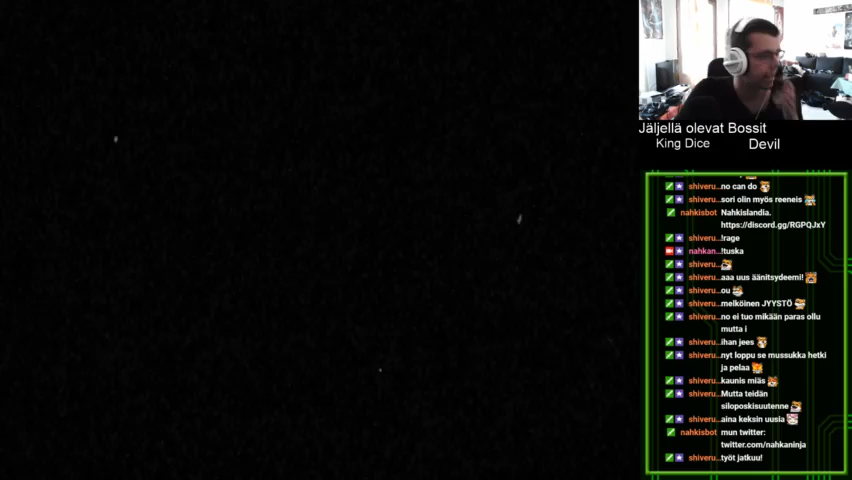 Jäljellä olevat Bossit
King Dice Devil
shiveru...no can do
shiveru...sori olin myös reeneis
nahkisbot Nahkislandia.
https://discord.gg/RGPQJxY
shiveru...!rage
nahkan...!tuska
shiveru...
shiveru...aaa uus äänitsydeemi!
shiveru...ou
shiveru...melköinen JYYSTÖ
shiveru...no ei tuo mikään paras ollu
mutta i
shiveru...ihan jees
shiveru...nyt loppu se mussukka hetki
ja pelaa
shiveru...kaunis miäs
shiveru...Mutta teidän
siloposkisuutenne
shiveru...aina keksin uusia
nahkisbot mun twitter:
twitter.com/nahkaninja
shiveru...työt jatkuu!